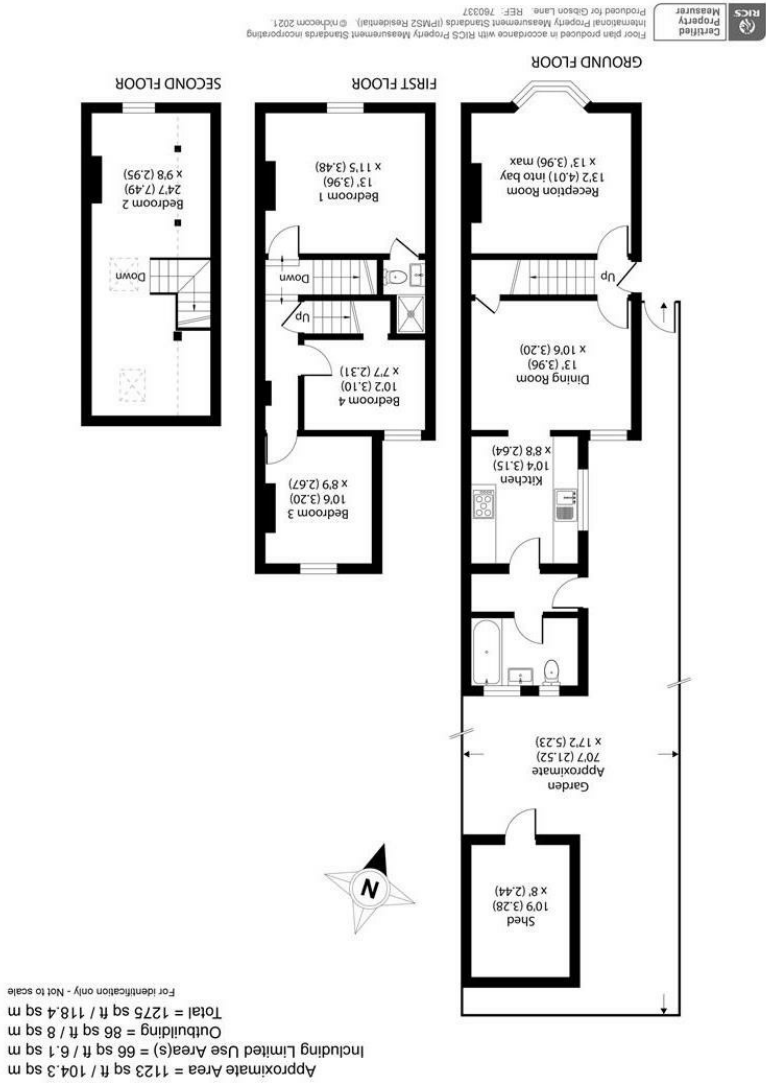 Approximate Area = 1123 sq ft / 104.3 sq m
Including Limited Use Area(s) = 66 sq ft / 6.1 sq m
Outbuilding = 86 sq ft / 8 sq m
Total = 1275 sq ft / 118.4 sq m
For identification only - Not to scale
Shed
10'9 (3.28)
x 8' (2.44)
N
Garden
Approximate
70'7 (21.52)
x 17'2 (5.23)
Kitchen
10'4 (3.15)
x 8'8 (2.64)
Dining Room
13' (3.96)
x 10'6 (3.20)
Up
Reception Room
13'2 (4.01) into bay
x 13' (3.96) max
GROUND FLOOR
Bedroom 3
10'6 (3.20)
x 8'9 (2.67)
Bedroom 4
10'2 (3.10)
x 7'7 (2.31)
Up
Down
Bedroom 1
13' (3.96)
x 11'5 (3.48)
FIRST FLOOR
Down
Bedroom 2
24'7 (7.49)
x 9'8 (2.95)
SECOND FLOOR
Certified
Property
Measurer
RICS
Floor plan produced in accordance with RICS Property Measurement Standards incorporating
International Property Measurement Standards (IPMS2 Residential). © nichecom 2021.
Produced for Gibson Lane. REF: 760337